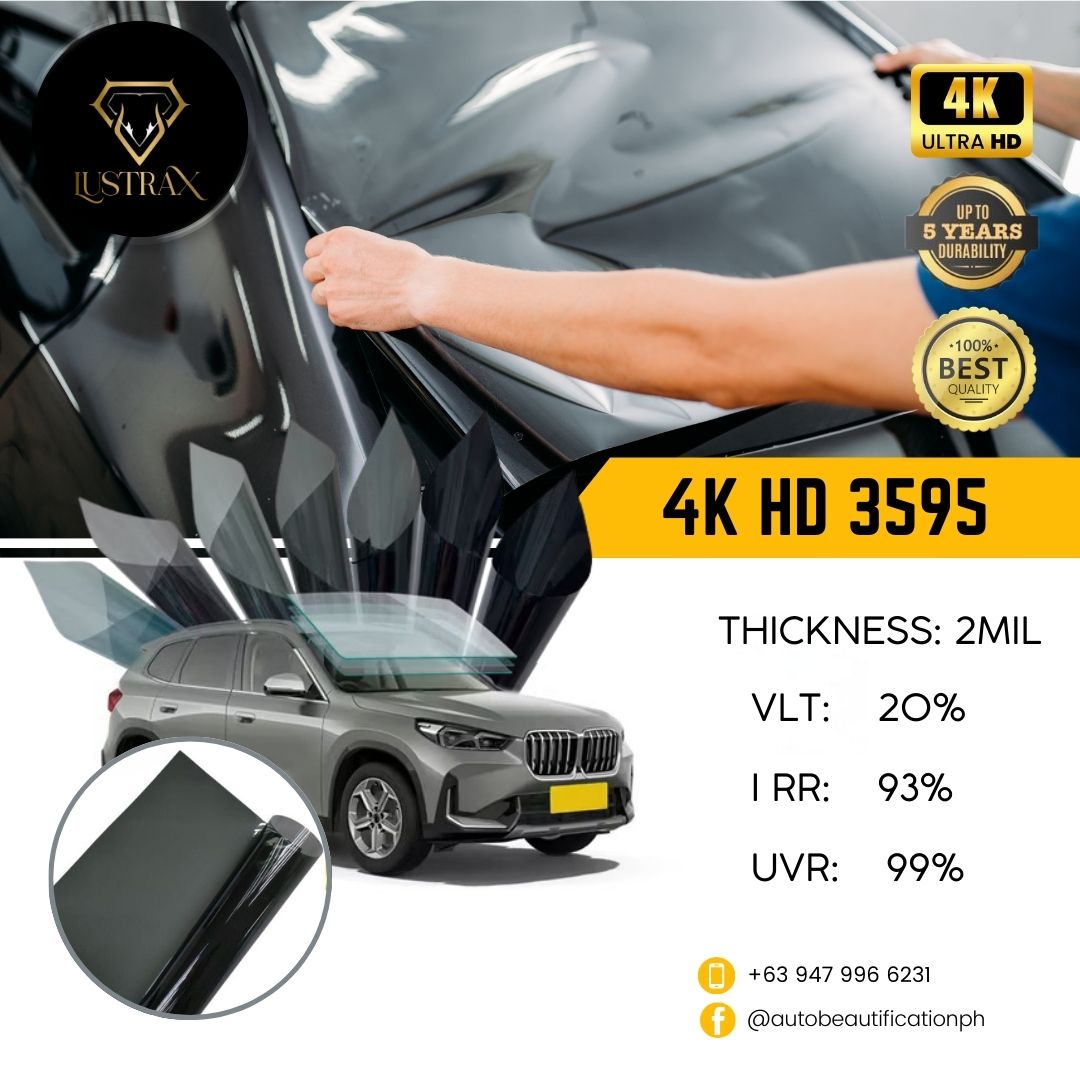 LUSTRAX
4K
ULTRA HD
UP TO
5 YEARS
DURABILITY
100%
BEST
QUALITY
4K HD 3595
THICKNESS: 2MIL
VLT: 20%
I RR: 93%
UVR: 99%
+63 947 996 6231
@autobeautificationph